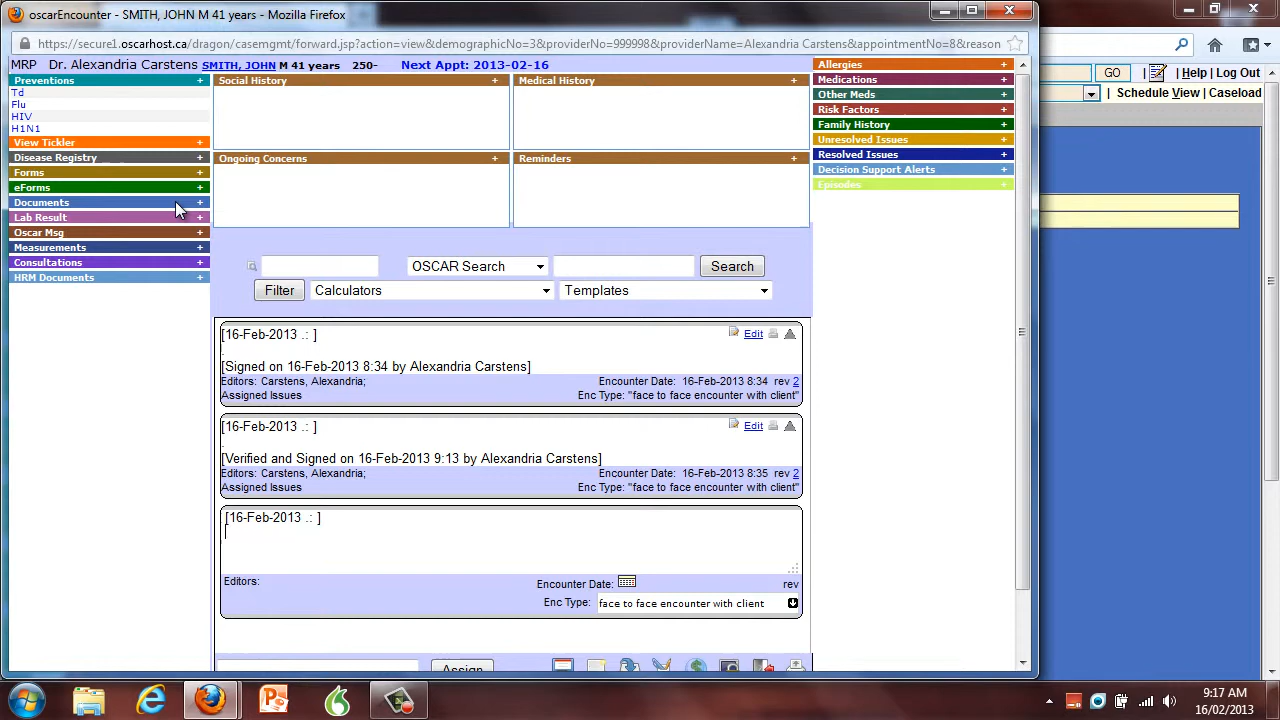 oscarEncounter - SMITH, JOHN M 41 years - Mozilla Firefox
https://secure1.oscarhost.ca/dragon/casemgmt/forward.jsp?action=view&demographicNo=3&providerNo=999998&providerName=Alexandria Carstens&appointmentNo=8&reason
MRP Dr. Alexandria Carstens SMITH, JOHN M 41 years 250- Next Appt: 2013-02-16
Preventions +
Td
Flu
HIV
H1N1
View Tickler +
Disease Registry +
Forms +
eForms +
Documents +
Lab Result +
Oscar Msg +
Measurements +
Consultations +
HRM Documents +
Social History +
Medical History +
Ongoing Concerns +
Reminders +
OSCAR Search
Search
Filter
Calculators
Templates
[16-Feb-2013 .: ]
Edit
.
[Signed on 16-Feb-2013 8:34 by Alexandria Carstens]
Editors: Carstens, Alexandria; Encounter Date: 16-Feb-2013 8:34 rev 2
Assigned Issues Enc Type: "face to face encounter with client"
[16-Feb-2013 .: ]
Edit
.
[Verified and Signed on 16-Feb-2013 9:13 by Alexandria Carstens]
Editors: Carstens, Alexandria; Encounter Date: 16-Feb-2013 8:35 rev 2
Assigned Issues Enc Type: "face to face encounter with client"
[16-Feb-2013 .: ]
Editors: Encounter Date: rev
Enc Type: face to face encounter with client
Assign
Allergies +
Medications +
Other Meds +
Risk Factors +
Family History +
Unresolved Issues +
Resolved Issues +
Decision Support Alerts +
Episodes +
GO | Help | Log Out
| Schedule View | Caseload
9:17 AM
16/02/2013